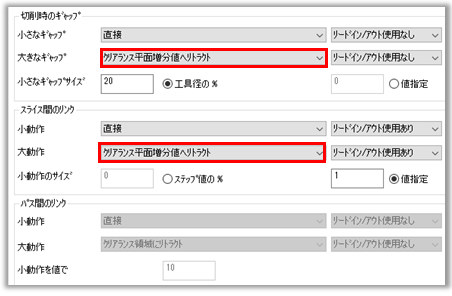 切削り時のｷﾞｬｯﾌﾟ
小さなｷﾞｬｯﾌﾟ 直接 ﾘｰﾄﾞｲﾝ/ｱｳﾄ使用なし
大きなｷﾞｬｯﾌﾟ ｸﾘｱﾗﾝｽ平面増分値へﾘﾄﾗｸﾄ ﾘｰﾄﾞｲﾝ/ｱｳﾄ使用なし
小さなｷﾞｬｯﾌﾟｻｲｽﾞ 20 工具径の % 0 値指定
ｽﾗｲｽ間のﾘﾝｸ
小動作 直接 ﾘｰﾄﾞｲﾝ/ｱｳﾄ使用あり
大動作 ｸﾘｱﾗﾝｽ平面増分値へﾘﾄﾗｸﾄ ﾘｰﾄﾞｲﾝ/ｱｳﾄ使用あり
小動作のｻｲｽﾞ 0 ｽﾃｯﾌﾟ値の % 1 値指定
ﾊﾟｽ間のﾘﾝｸ
小動作 直接 ﾘｰﾄﾞｲﾝ/ｱｳﾄ使用なし
大動作 ｸﾘｱﾗﾝｽ領域にﾘﾄﾗｸﾄ ﾘｰﾄﾞｲﾝ/ｱｳﾄ使用なし
小動作を値で 10